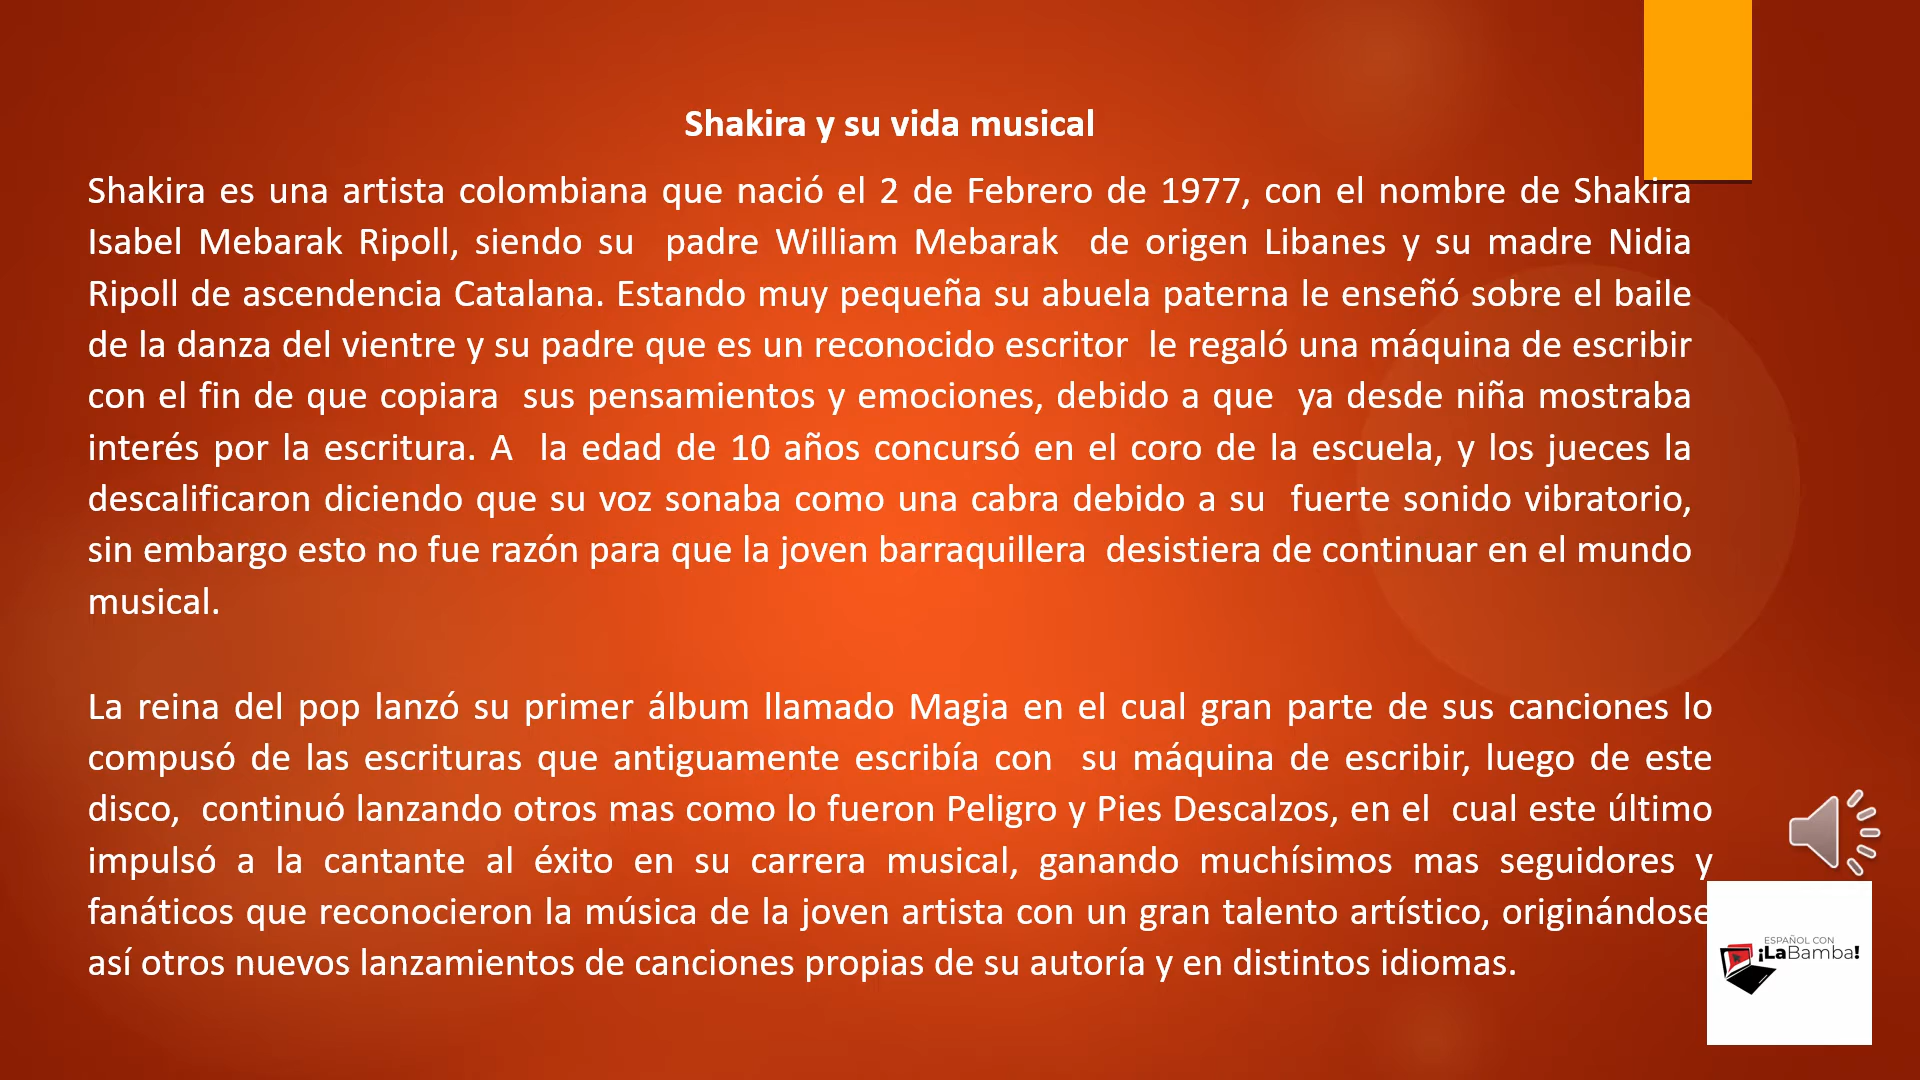 Shakira y su vida musical
Shakira es una artista colombiana que nació el 2 de Febrero de 1977, con el nombre de Shakira
Isabel Mebarak Ripoll, siendo su padre William Mebarak de origen Libanes y su madre Nidia
Ripoll de ascendencia Catalana. Estando muy pequeña su abuela paterna le enseñó sobre el baile
de la danza del vientre y su padre que es un reconocido escritor le regaló una máquina de escribir
con el fin de que copiara sus pensamientos y emociones, debido a que ya desde niña mostraba
interés por la escritura. A la edad de 10 años concursó en el coro de la escuela, y los jueces la
descalificaron diciendo que su voz sonaba como una cabra debido a su fuerte sonido vibratorio,
sin embargo esto no fue razón para que la joven barraquillera desistiera de continuar en el mundo
musical.
La reina del pop lanzó su primer álbum llamado Magia en el cual gran parte de sus canciones lo
compusó de las escrituras que antiguamente escribía con su máquina de escribir, luego de este
disco, continuó lanzando otros mas como lo fueron Peligro y Pies Descalzos, en el cual este último
impulsó a la cantante al éxito en su carrera musical, ganando muchísimos mas seguidores y
fanáticos que reconocieron la música de la joven artista con un gran talento artístico, originándose
así otros nuevos lanzamientos de canciones propias de su autoría y en distintos idiomas.
ESPAÑOL CON
¡LaBamba!